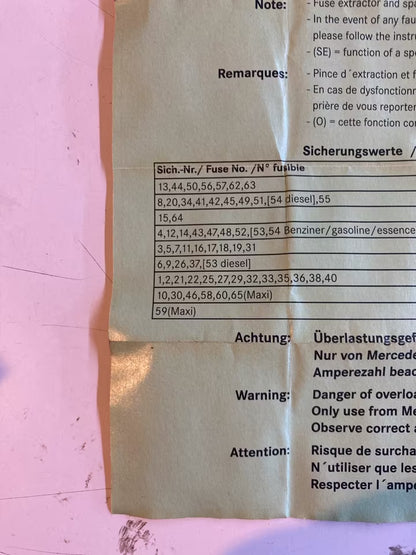 Note: - Fuse extractor and spa
- In the event of any fau
please follow the instru
- (SE) = function of a spe
Remarques: - Pince d´extraction et f
- En cas de dysfonctionn
prière de vous reporter
- (O) = cette fonction con
Sicherungswerte /
Sich.-Nr./ Fuse No. /N° fusible
13,44,50,56,57,62,63
8,20,34,41,42,45,49,51,[54 diesel],55
15,64
4,12,14,43,47,48,52,[53,54 Benziner/gasoline/essence
3,5,7,11,16,17,18,19,31
6,9,26,37,[53 diesel]
1,2,21,22,25,27,29,32,33,35,36,38,40
10,30,46,58,60,65(Maxi)
59(Maxi)
Achtung: Überlastungsgef
Nur von Mercede
Amperezahl beac
Warning: Danger of overloa
Only use from Me
Observe correct a
Attention: Risque de surcha
N´utiliser que les
Respecter l´ampe